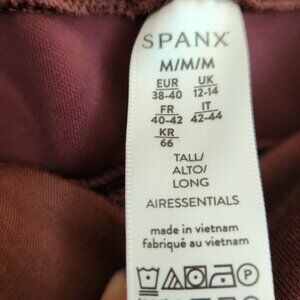 SPANX®
M/M/M
EUR UK
38-40 12-14
FR IT
40-42 42-44
KR
66
TALL/
ALTO/
LONG
AIRESSENTIALS
made in vietnam
fabriqué au vietnam
P